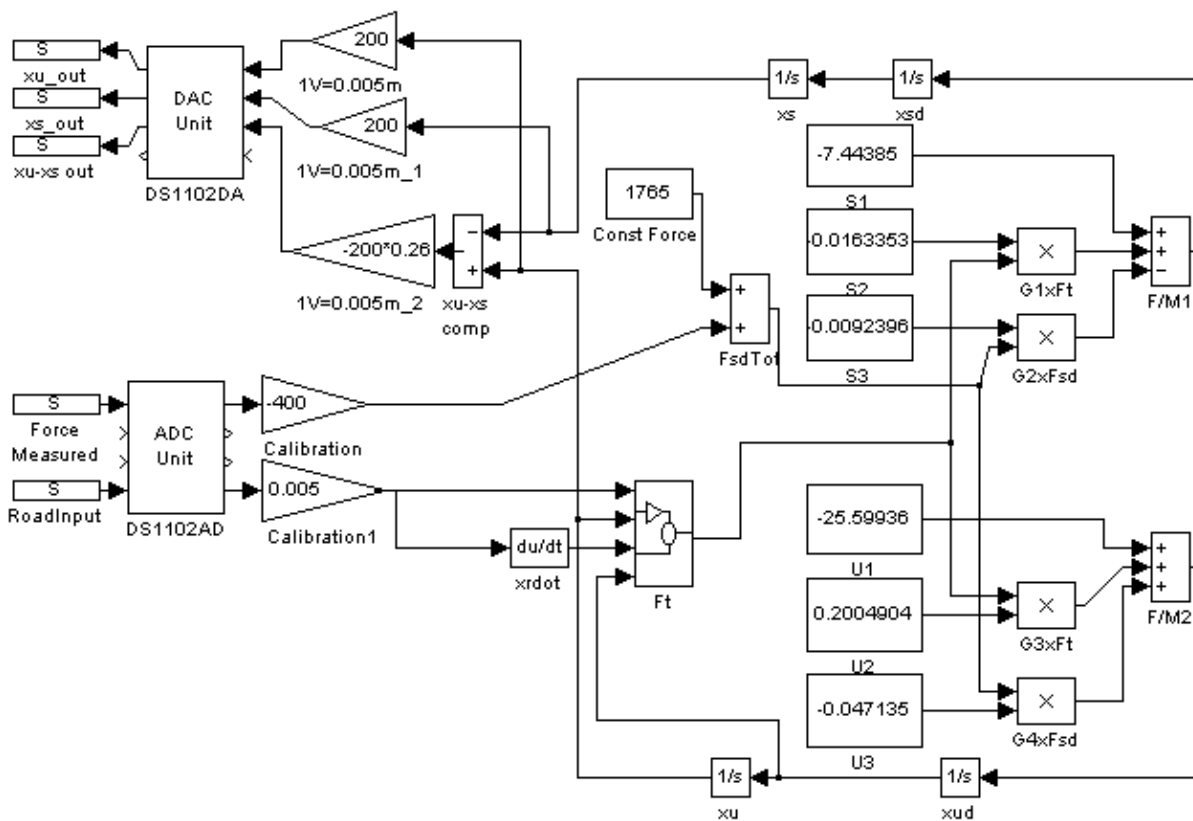 S
xu_out
S
xs_out
S
xu-xs out
DAC
Unit
DS1102DA
200
1V=0.005m
200
1V=0.005m_1
-200*0.26
1V=0.005m_2
−
+
xu-xs
comp
1/s
xs
1/s
xsd
-7.44385
S1
1765
Const Force
-0.0163353
S2
×
G1xFt
+
+
−
F/M1
+
+
FsdTot
-0.0092396
S3
×
G2xFsd
S
Force
Measured
S
RoadInput
ADC
Unit
DS1102AD
-400
Calibration
0.005
Calibration1
du/dt
xrdot
Ft
-25.59936
U1
0.2004904
U2
×
G3xFt
+
+
+
F/M2
-0.047135
U3
×
G4xFsd
1/s
xu
1/s
xud